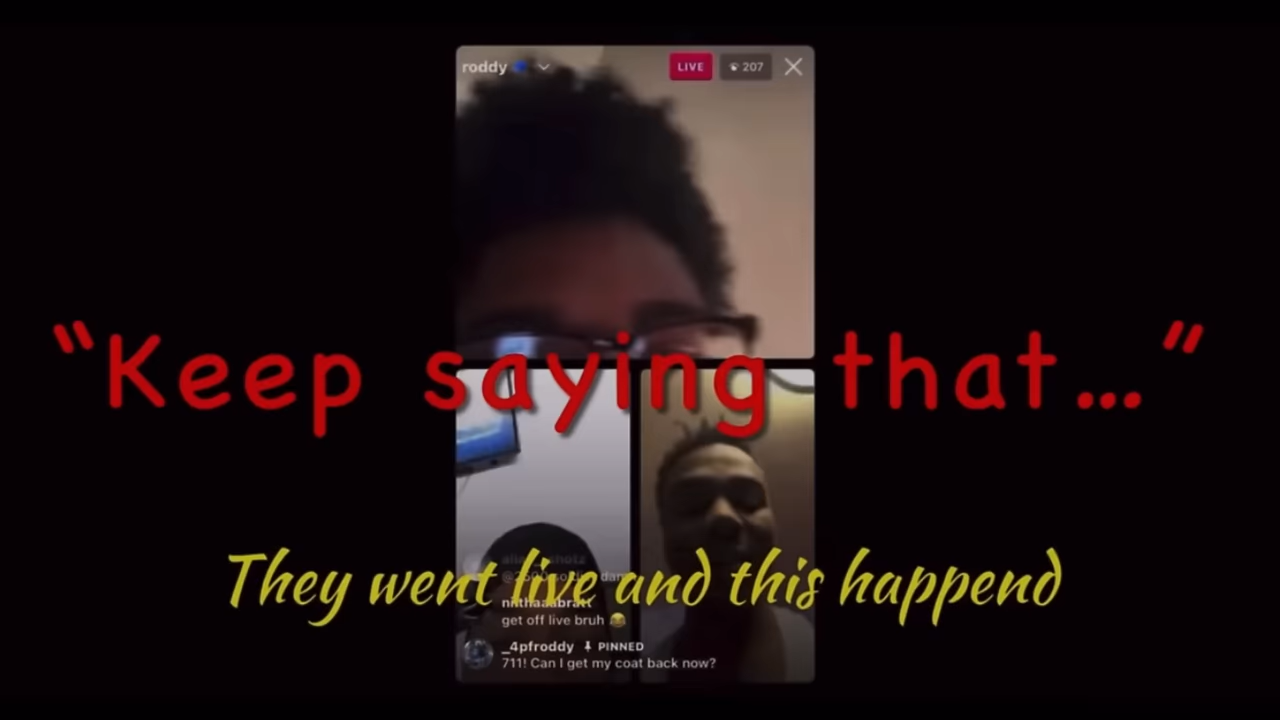 roddy
LIVE
207
"Keep saying that..."
They went live and this happend
get off live bruh 😂
_4pfroddy PINNED
711! Can I get my coat back now?